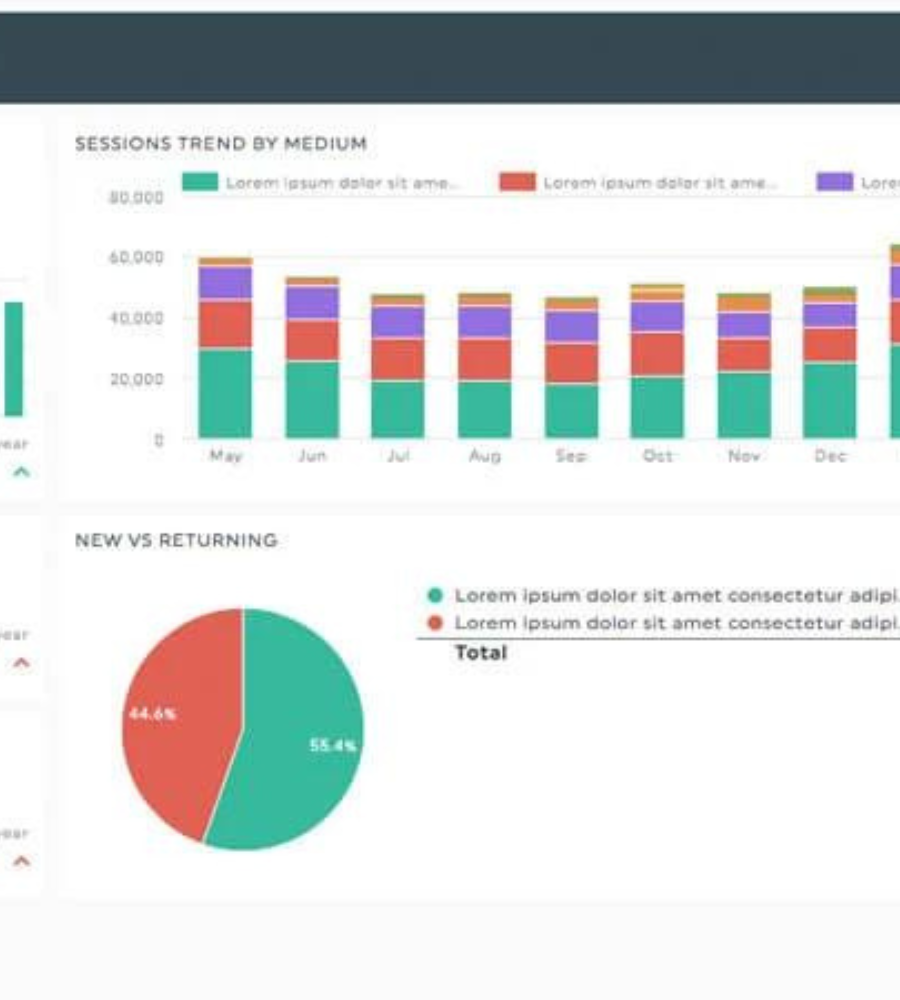 SESSIONS TREND BY MEDIUM
Lorem ipsum dolor sit ame... Lorem ipsum dolor sit ame... Lore
80,000
60,000
40,000
20,000
0
May Jun Jul Aug Sep Oct Nov Dec
ear
NEW VS RETURNING
Lorem ipsum dolor sit amet consectetur adipi.
Lorem ipsum dolor sit amet consectetur adipi.
Total
ear
44.6%
55.4%
ear